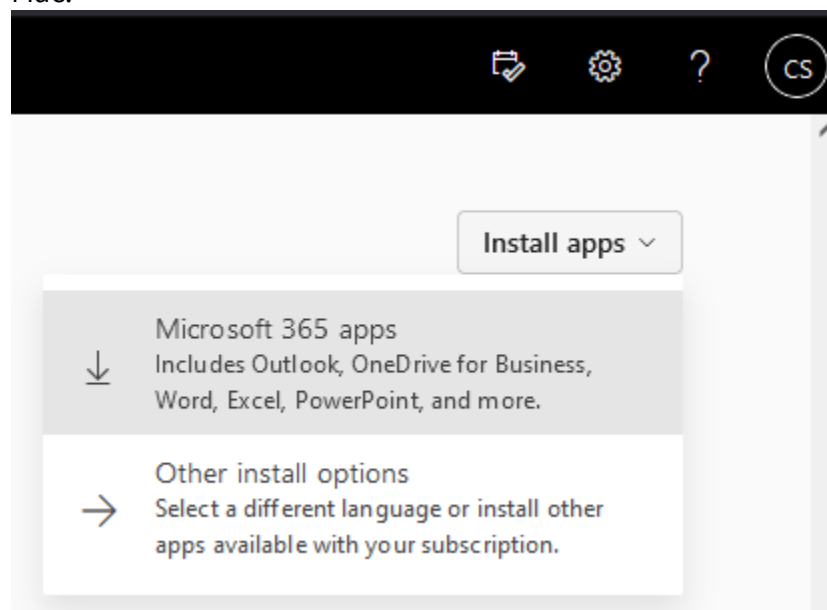 CS
Install apps
Microsoft 365 apps
Includes Outlook, OneDrive for Business,
Word, Excel, PowerPoint, and more.
Other install options
Select a different language or install other
apps available with your subscription.